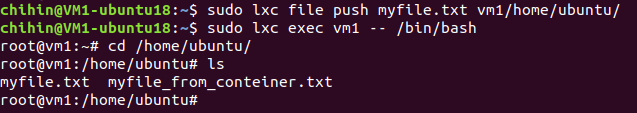 chihin@VM1-ubuntu18:~$ sudo lxc file push myfile.txt vm1/home/ubuntu/
chihin@VM1-ubuntu18:~$ sudo lxc exec vm1 -- /bin/bash
root@vm1:~# cd /home/ubuntu/
root@vm1:/home/ubuntu# ls
myfile.txt  myfile_from_conteiner.txt
root@vm1:/home/ubuntu#